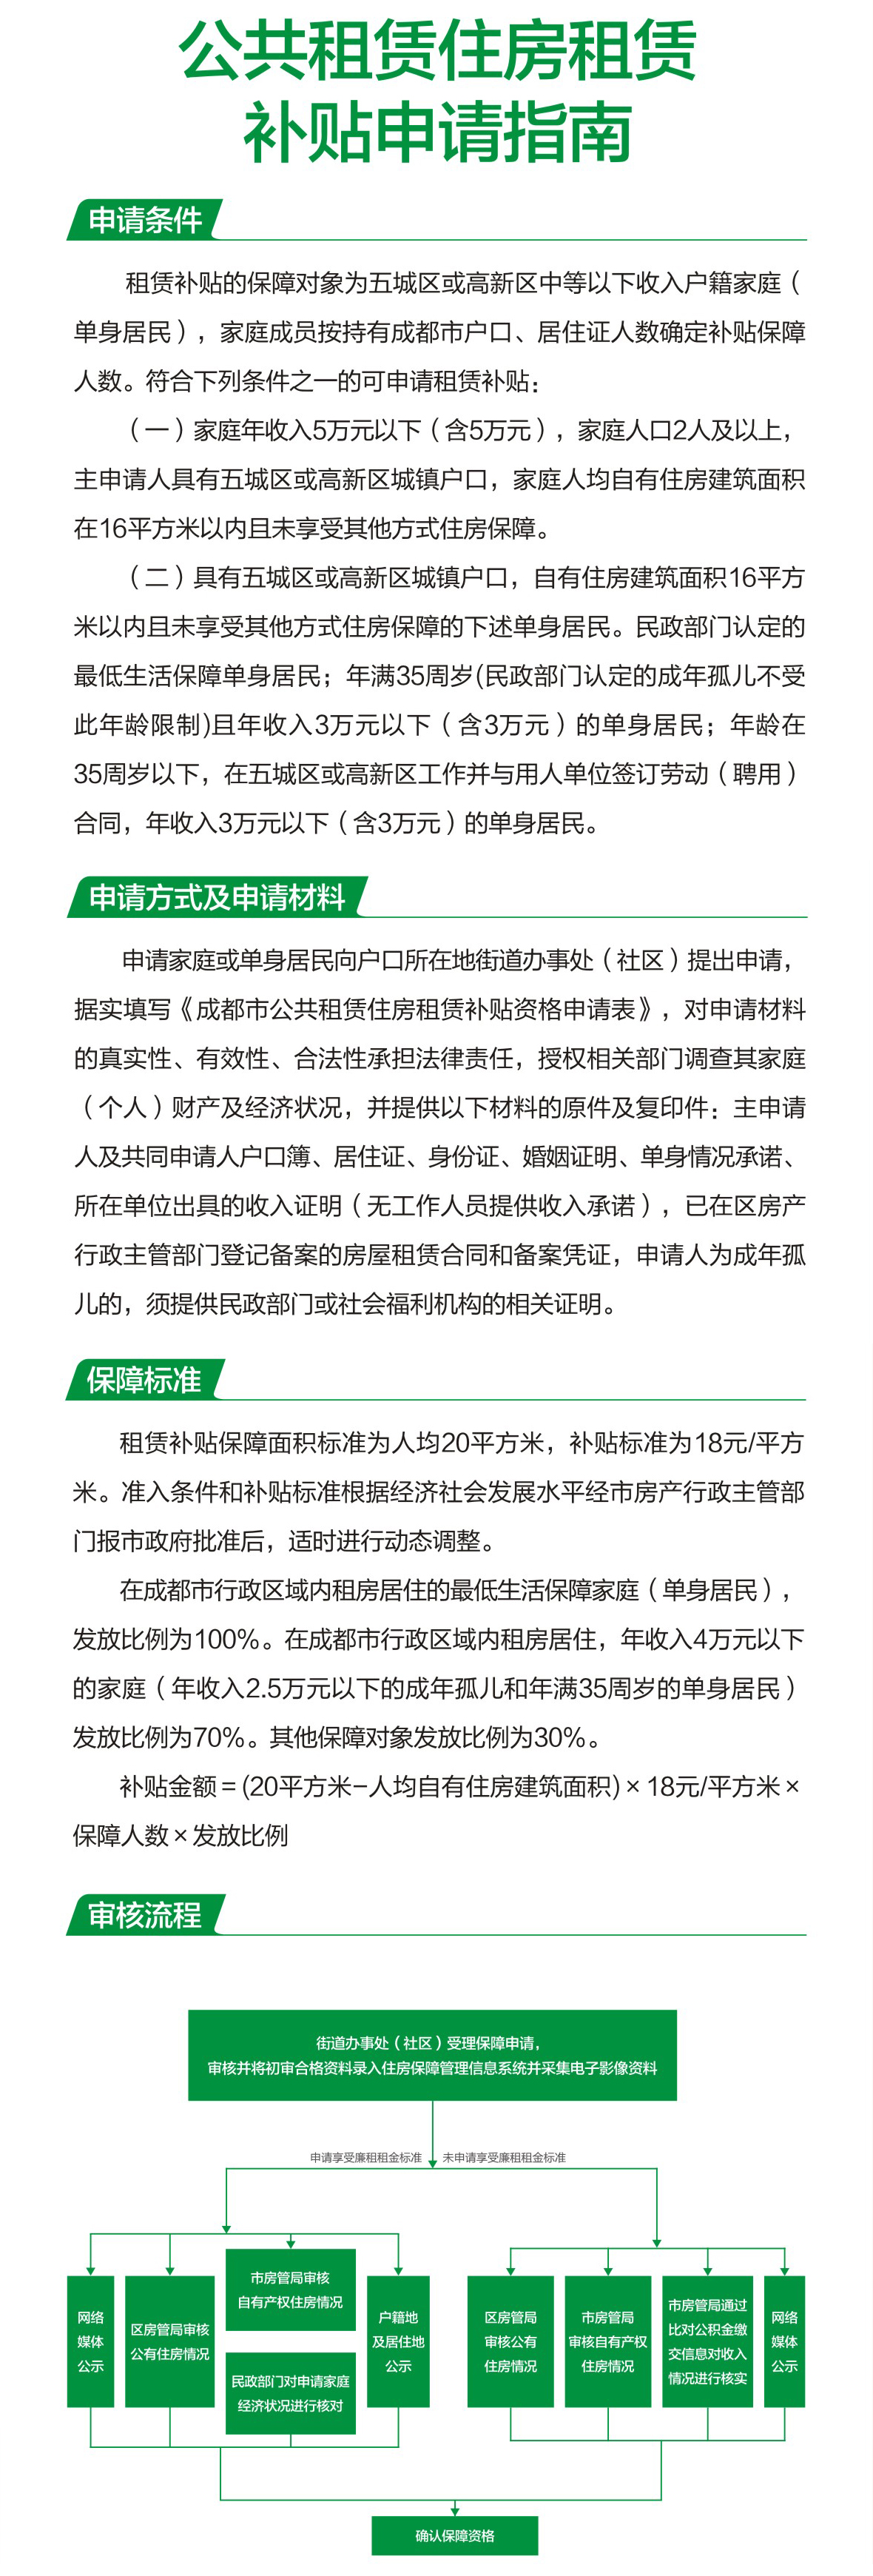 公共租赁住房租赁
补贴申请指南
申请条件
租赁补贴的保障对象为五城区或高新区中等以下收入户籍家庭（
单身居民），家庭成员按持有成都市户口、居住证人数确定补贴保障
人数。符合下列条件之一的可申请租赁补贴：
（一）家庭年收入5万元以下（含5万元），家庭人口2人及以上，
主申请人具有五城区或高新区城镇户口，家庭人均自有住房建筑面积
在16平方米以内且未享受其他方式住房保障。
（二）具有五城区或高新区城镇户口，自有住房建筑面积16平方
米以内且未享受其他方式住房保障的下述单身居民。民政部门认定的
最低生活保障单身居民；年满35周岁(民政部门认定的成年孤儿不受
此年龄限制)且年收入3万元以下（含3万元）的单身居民；年龄在
35周岁以下，在五城区或高新区工作并与用人单位签订劳动（聘用）
合同，年收入3万元以下（含3万元）的单身居民。
申请方式及申请材料
申请家庭或单身居民向户口所在地街道办事处（社区）提出申请，
据实填写《成都市公共租赁住房租赁补贴资格申请表》，对申请材料
的真实性、有效性、合法性承担法律责任，授权相关部门调查其家庭
（个人）财产及经济状况，并提供以下材料的原件及复印件：主申请
人及共同申请人户口簿、居住证、身份证、婚姻证明、单身情况承诺、
所在单位出具的收入证明（无工作人员提供收入承诺），已在区房产
行政主管部门登记备案的房屋租赁合同和备案凭证，申请人为成年孤
儿的，须提供民政部门或社会福利机构的相关证明。
保障标准
租赁补贴保障面积标准为人均20平方米，补贴标准为18元/平方
米。准入条件和补贴标准根据经济社会发展水平经市房产行政主管部
门报市政府批准后，适时进行动态调整。
在成都市行政区域内租房居住的最低生活保障家庭（单身居民），
发放比例为100%。在成都市行政区域内租房居住，年收入4万元以下
的家庭（年收入2.5万元以下的成年孤儿和年满35周岁的单身居民）
发放比例为70%。其他保障对象发放比例为30%。
补贴金额＝(20平方米−人均自有住房建筑面积)×18元/平方米×
保障人数×发放比例
审核流程
街道办事处（社区）受理保障申请，
审核并将初审合格资料录入住房保障管理信息系统并采集电子影像资料
申请享受廉租租金标准
未申请享受廉租租金标准
网络
媒体
公示
区房管局审核
公有住房情况
市房管局审核
自有产权住房情况
民政部门对申请家庭
经济状况进行核对
户籍地
及居住地
公示
区房管局
审核公有
住房情况
市房管局
审核自有产权
住房情况
市房管局通过
比对公积金缴
交信息对收入
情况进行核实
网络
媒体
公示
确认保障资格